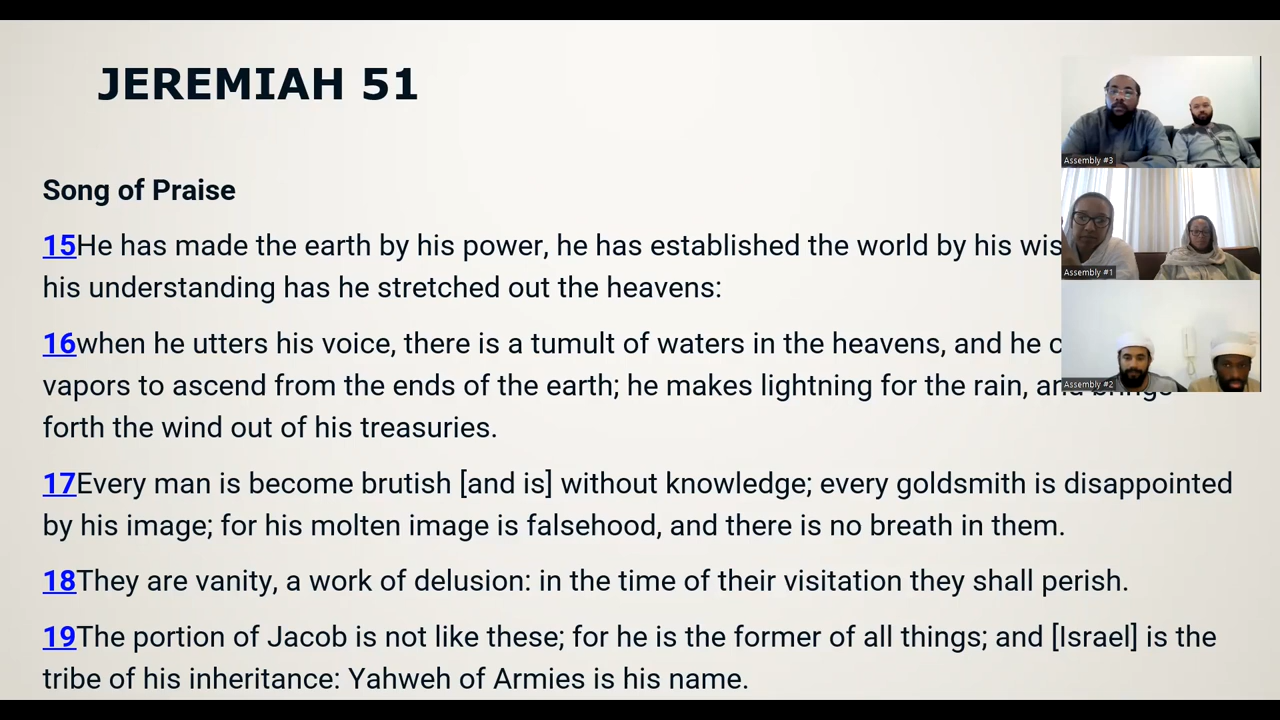 JEREMIAH 51
Song of Praise
15He has made the earth by his power, he has established the world by his wis
his understanding has he stretched out the heavens:
16when he utters his voice, there is a tumult of waters in the heavens, and he c
vapors to ascend from the ends of the earth; he makes lightning for the rain, and brings
forth the wind out of his treasuries.
17Every man is become brutish [and is] without knowledge; every goldsmith is disappointed
by his image; for his molten image is falsehood, and there is no breath in them.
18They are vanity, a work of delusion: in the time of their visitation they shall perish.
19The portion of Jacob is not like these; for he is the former of all things; and [Israel] is the
tribe of his inheritance: Yahweh of Armies is his name.
Assembly #3
Assembly #1
Assembly #2